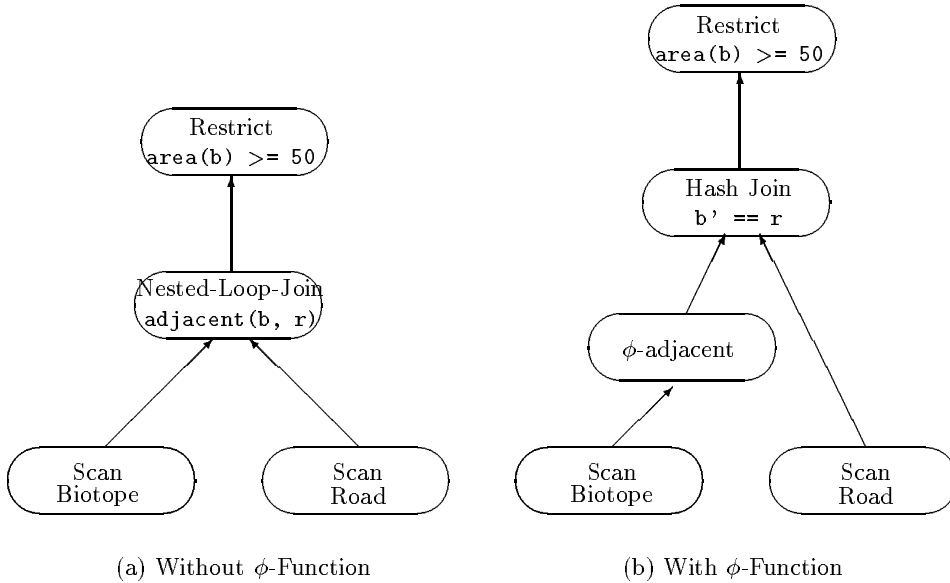 Restrict
area(b) >= 50
Nested-Loop-Join
adjacent(b, r)
Scan
Biotope
Scan
Road
(a) Without ϕ-Function
Restrict
area(b) >= 50
Hash Join
b' == r
ϕ-adjacent
Scan
Biotope
Scan
Road
(b) With ϕ-Function